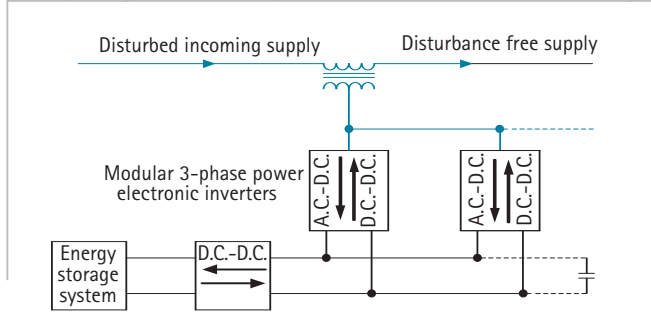 Disturbed incoming supply
Disturbance free supply
Modular 3-phase power
electronic inverters
A.C.-D.C.
D.C.-D.C.
A.C.-D.C.
D.C.-D.C.
Energy
storage
system
D.C.-D.C.